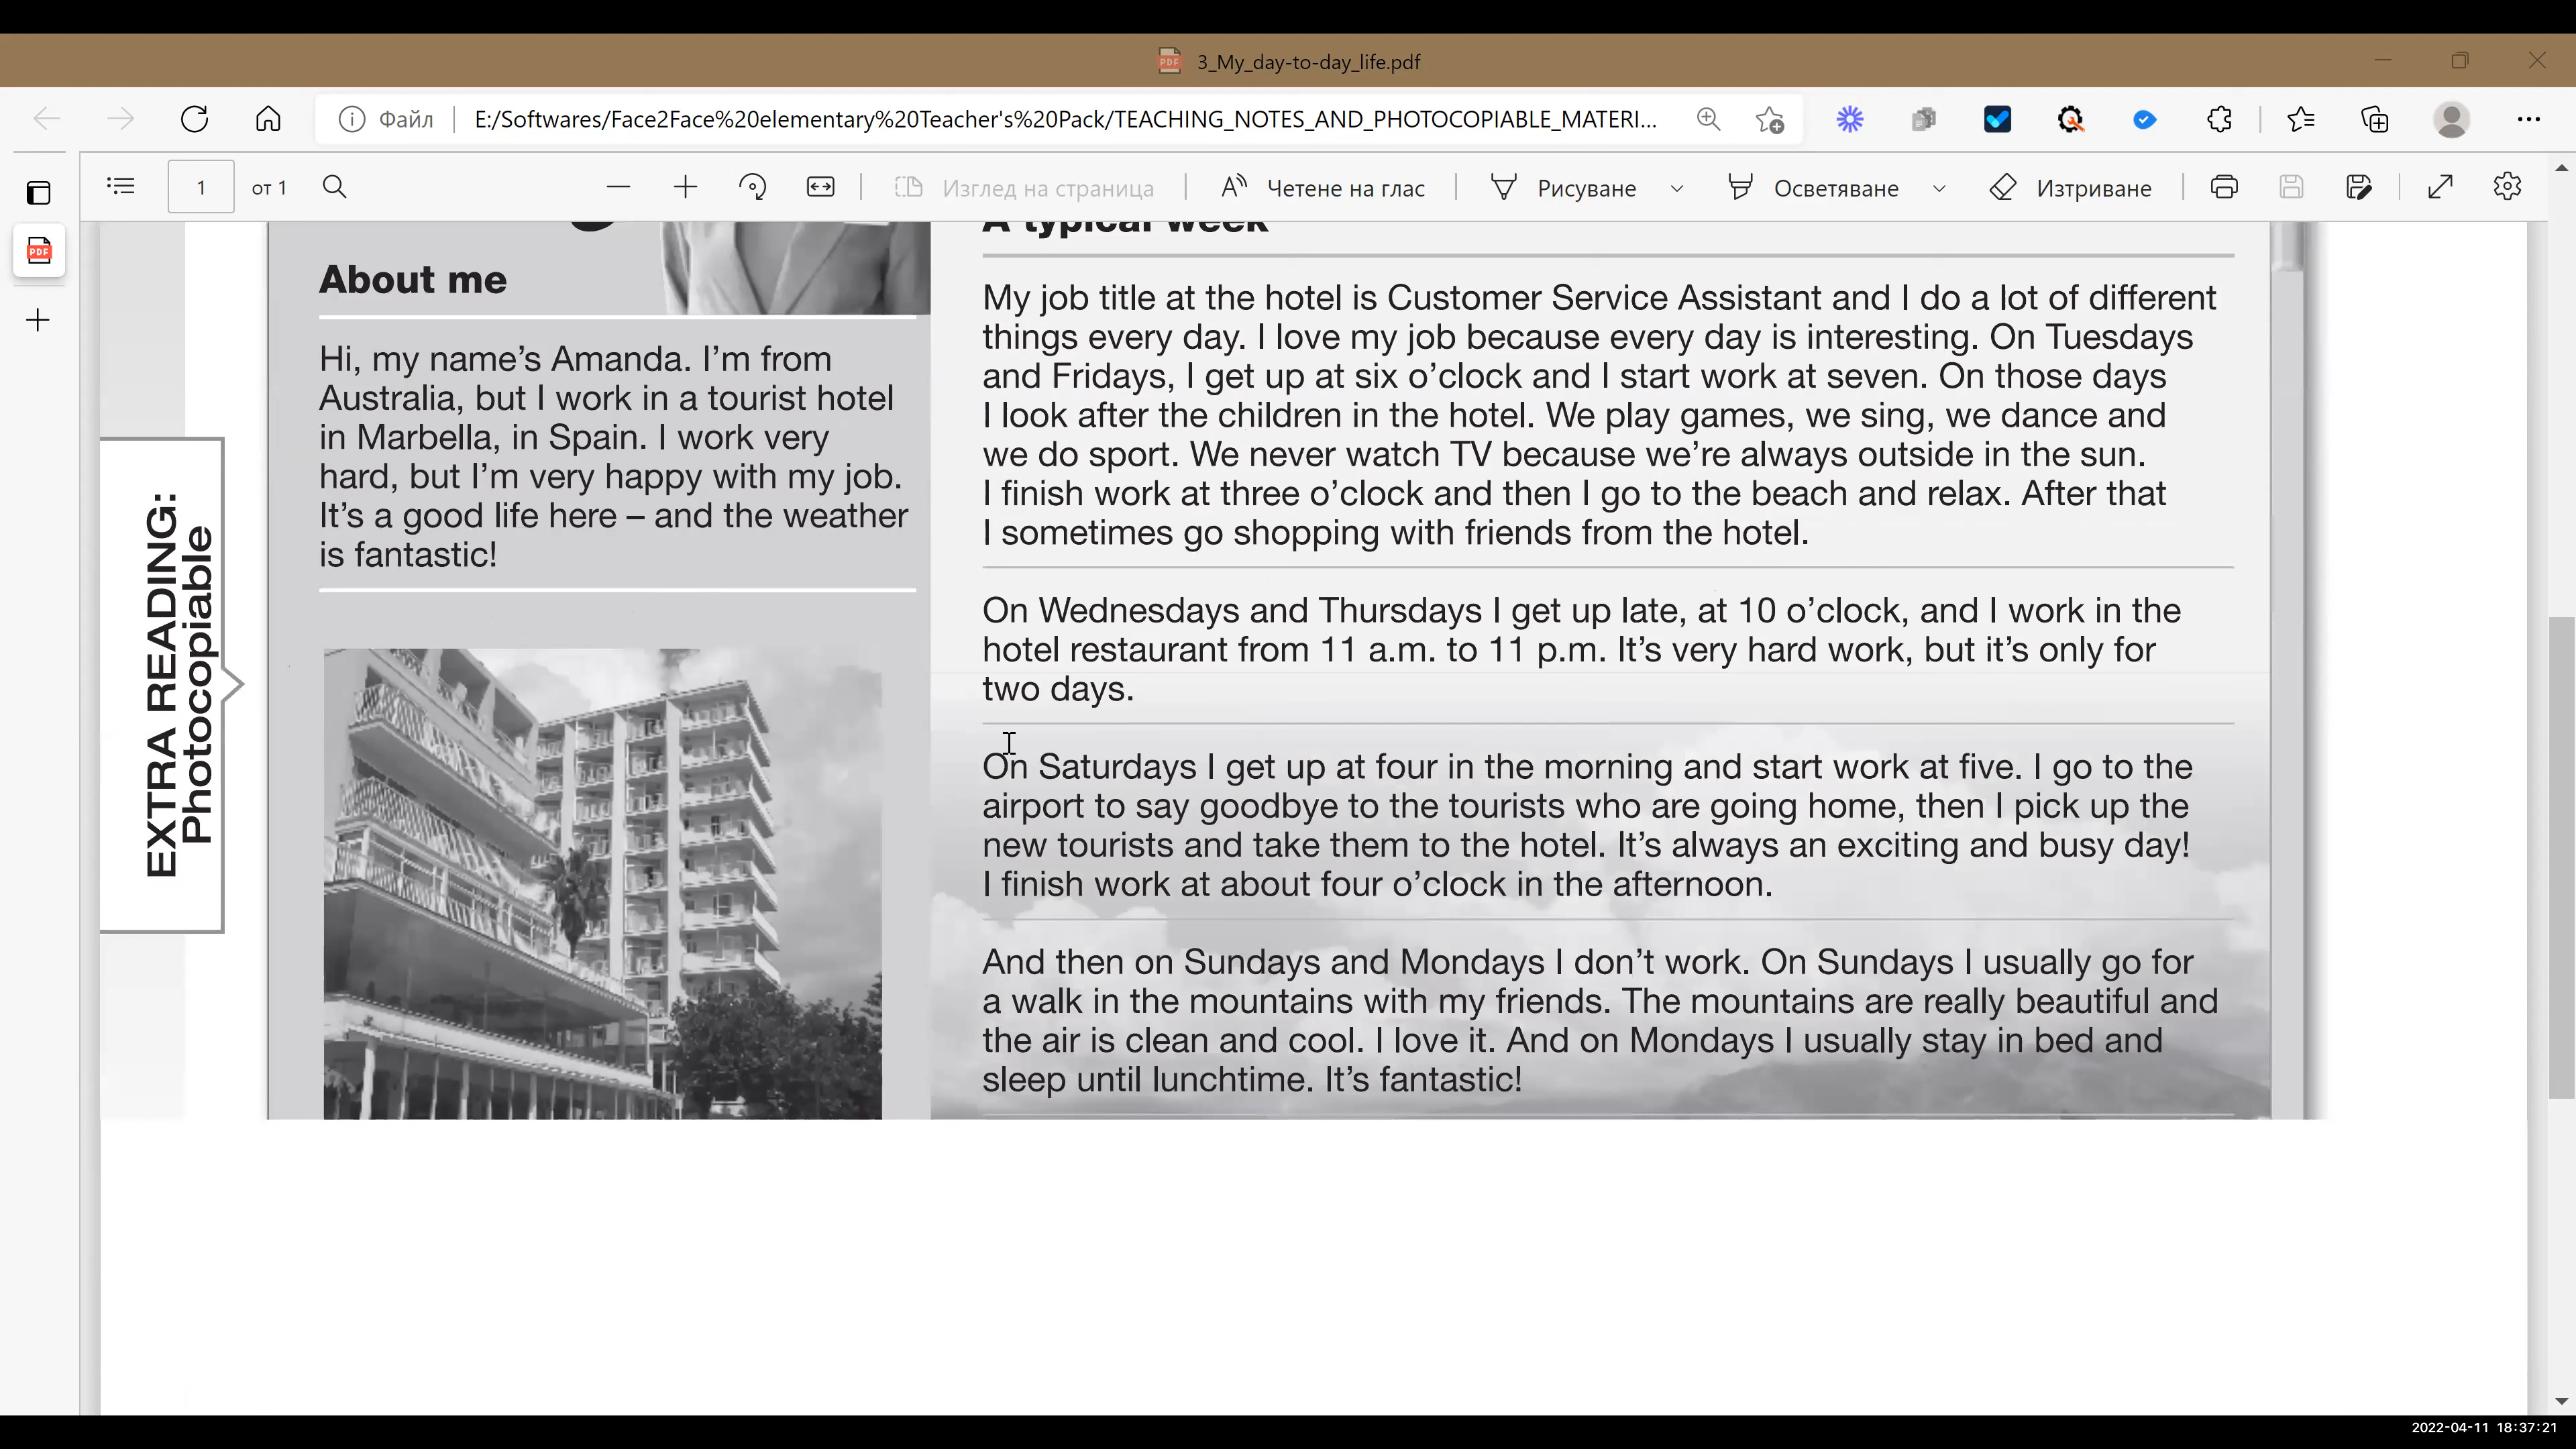 3_My_day-to-day_life.pdf
Файл
E:/Softwares/Face2Face%20elementary%20Teacher's%20Pack/TEACHING_NOTES_AND_PHOTOCOPIABLE_MATERI...
1
от 1
Изглед на страница
Четене на глас
Рисуване
Осветяване
Изтриване
EXTRA READING:
Photocopiable
About me
Hi, my name’s Amanda. I’m from
Australia, but I work in a tourist hotel
in Marbella, in Spain. I work very
hard, but I’m very happy with my job.
It’s a good life here – and the weather
is fantastic!
A typical week
My job title at the hotel is Customer Service Assistant and I do a lot of different
things every day. I love my job because every day is interesting. On Tuesdays
and Fridays, I get up at six o’clock and I start work at seven. On those days
I look after the children in the hotel. We play games, we sing, we dance and
we do sport. We never watch TV because we’re always outside in the sun.
I finish work at three o’clock and then I go to the beach and relax. After that
I sometimes go shopping with friends from the hotel.
On Wednesdays and Thursdays I get up late, at 10 o’clock, and I work in the
hotel restaurant from 11 a.m. to 11 p.m. It’s very hard work, but it’s only for
two days.
On Saturdays I get up at four in the morning and start work at five. I go to the
airport to say goodbye to the tourists who are going home, then I pick up the
new tourists and take them to the hotel. It’s always an exciting and busy day!
I finish work at about four o’clock in the afternoon.
And then on Sundays and Mondays I don’t work. On Sundays I usually go for
a walk in the mountains with my friends. The mountains are really beautiful and
the air is clean and cool. I love it. And on Mondays I usually stay in bed and
sleep until lunchtime. It’s fantastic!
2022-04-11 18:37:21